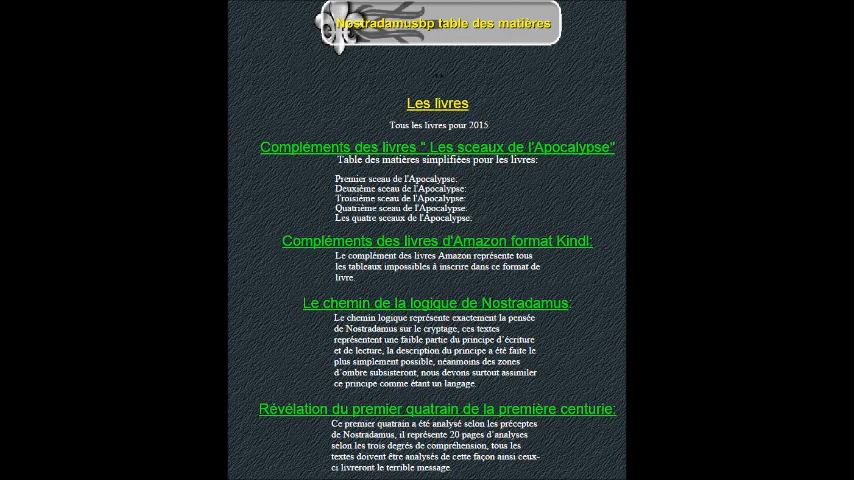 Nostradamusbp table des matières
Les livres
Tous les livres pour 2015
Compléments des livres " Les sceaux de l'Apocalypse"
Table des matières simplifiées pour les livres:
Premier sceau de l'Apocalypse:
Deuxième sceau de l'Apocalypse:
Troisième sceau de l'Apocalypse:
Quatrième sceau de l'Apocalypse:
Les quatre sceaux de l'Apocalypse:
Compléments des livres d'Amazon format Kindl:
Le complément des livres Amazon représente tous
les tableaux impossibles à inscrire dans ce format de
livre.
Le chemin de la logique de Nostradamus:
Le chemin logique représente exactement la pensée
de Nostradamus sur le cryptage, ces textes
représentent une faible partie du principe d'écriture
et de lecture, la description du principe a été faite le
plus simplement possible, néanmoins des zones
d'ombre subsisteront, nous devons surtout assimiler
ce principe comme étant un langage.
Révélation du premier quatrain de la première centurie:
Ce premier quatrain a été analysé selon les préceptes
de Nostradamus, il représente 20 pages d'analyses
selon les trois degrés de compréhension, tous les
textes doivent être analysés de cette façon ainsi ceux-
ci livreront le terrible message.